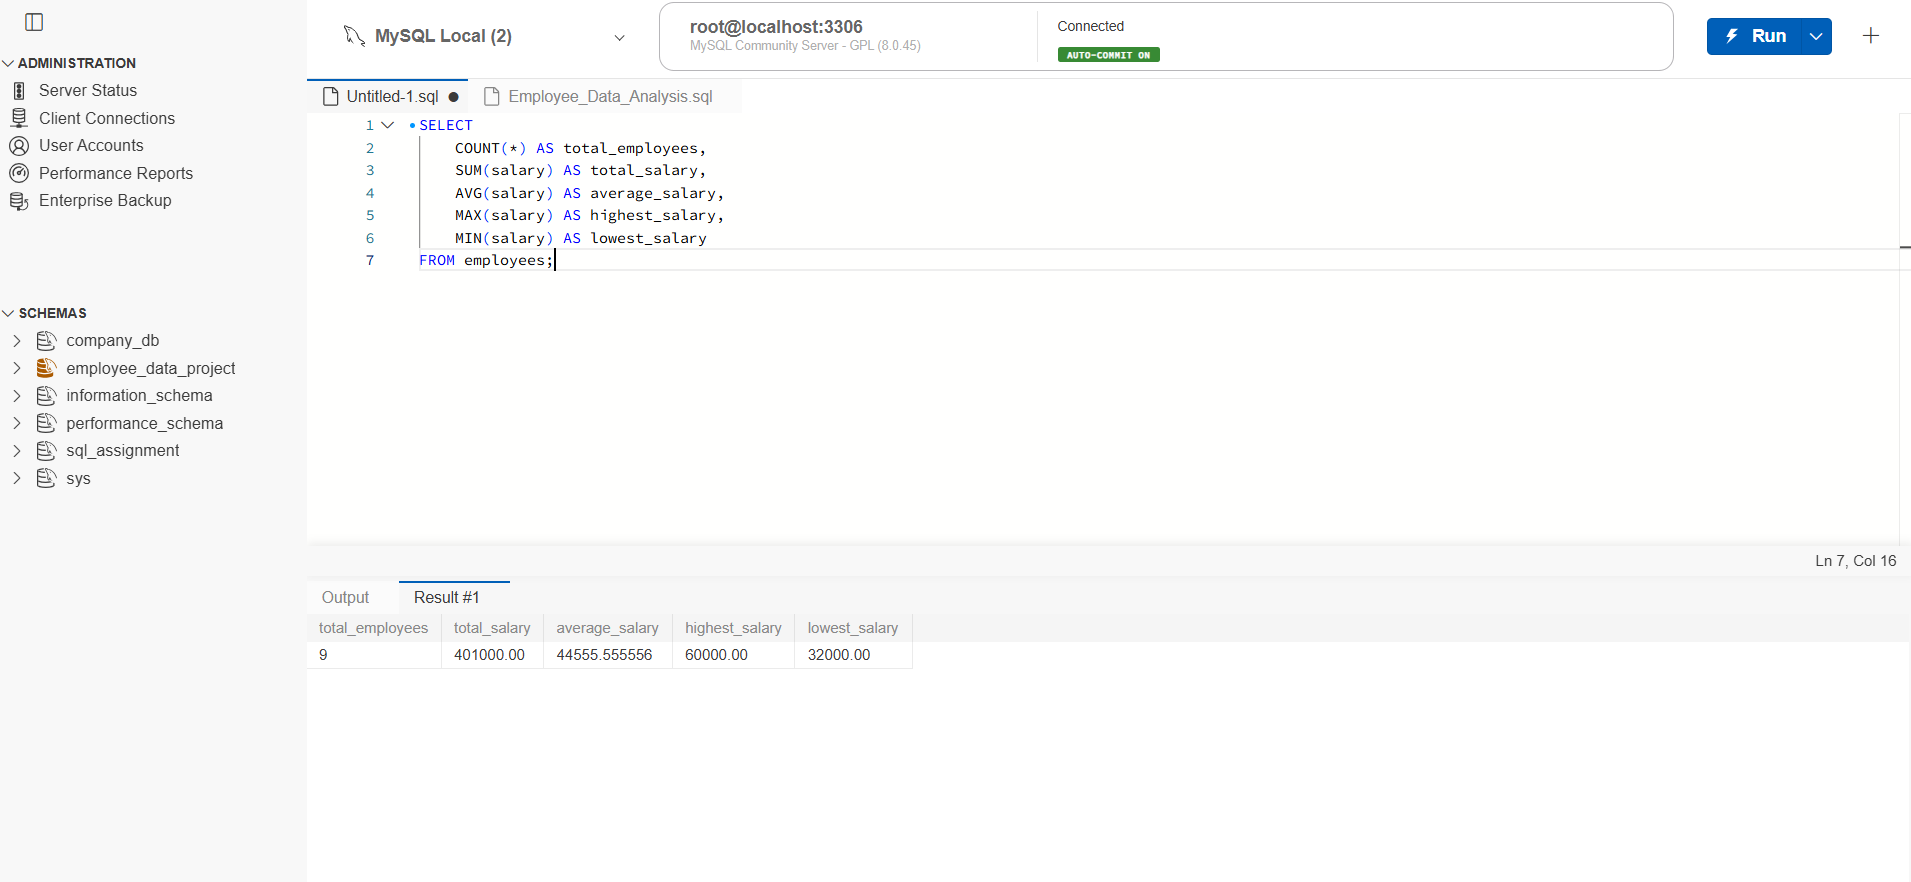 MySQL Local (2)
root@localhost:3306
MySQL Community Server - GPL (8.0.45)
Connected
AUTO-COMMIT ON
Run
ADMINISTRATION
Server Status
Client Connections
User Accounts
Performance Reports
Enterprise Backup
SCHEMAS
company_db
employee_data_project
information_schema
performance_schema
sql_assignment
sys
Untitled-1.sql
Employee_Data_Analysis.sql
1 SELECT
2 COUNT(*) AS total_employees,
3 SUM(salary) AS total_salary,
4 AVG(salary) AS average_salary,
5 MAX(salary) AS highest_salary,
6 MIN(salary) AS lowest_salary
7 FROM employees;
Ln 7, Col 16
Output Result #1
total_employees total_salary average_salary highest_salary lowest_salary
9 401000.00 44555.555556 60000.00 32000.00